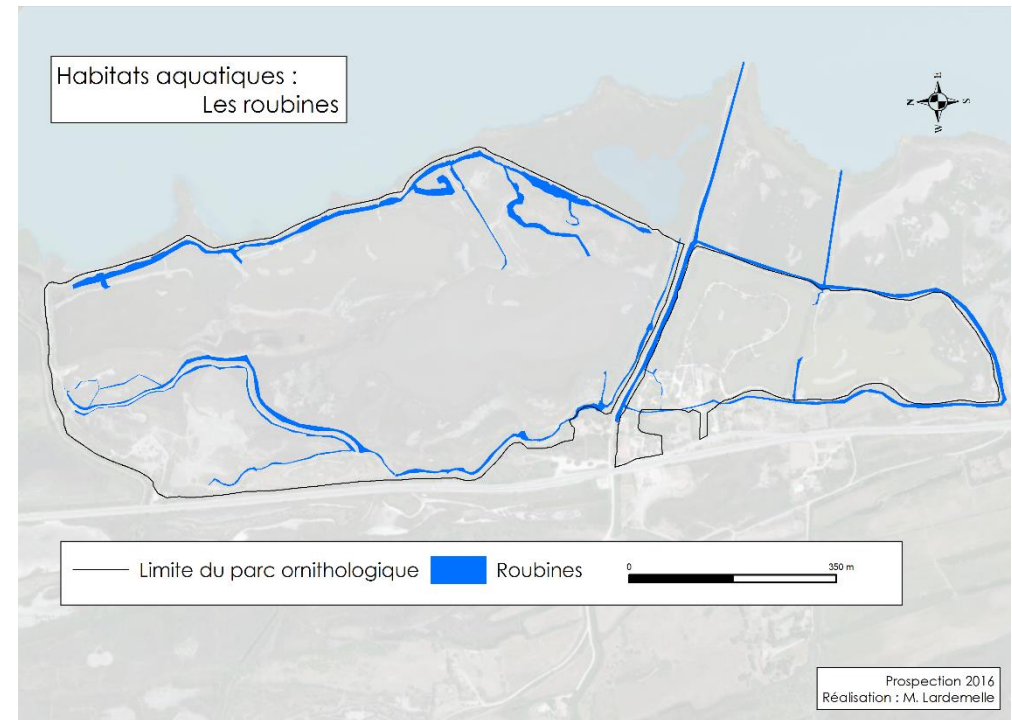 Habitats aquatiques :
Les roubines
E
N
S
W
Limite du parc ornithologique
Roubines
0
350 m
Prospection 2016
Réalisation : M. Lardemelle